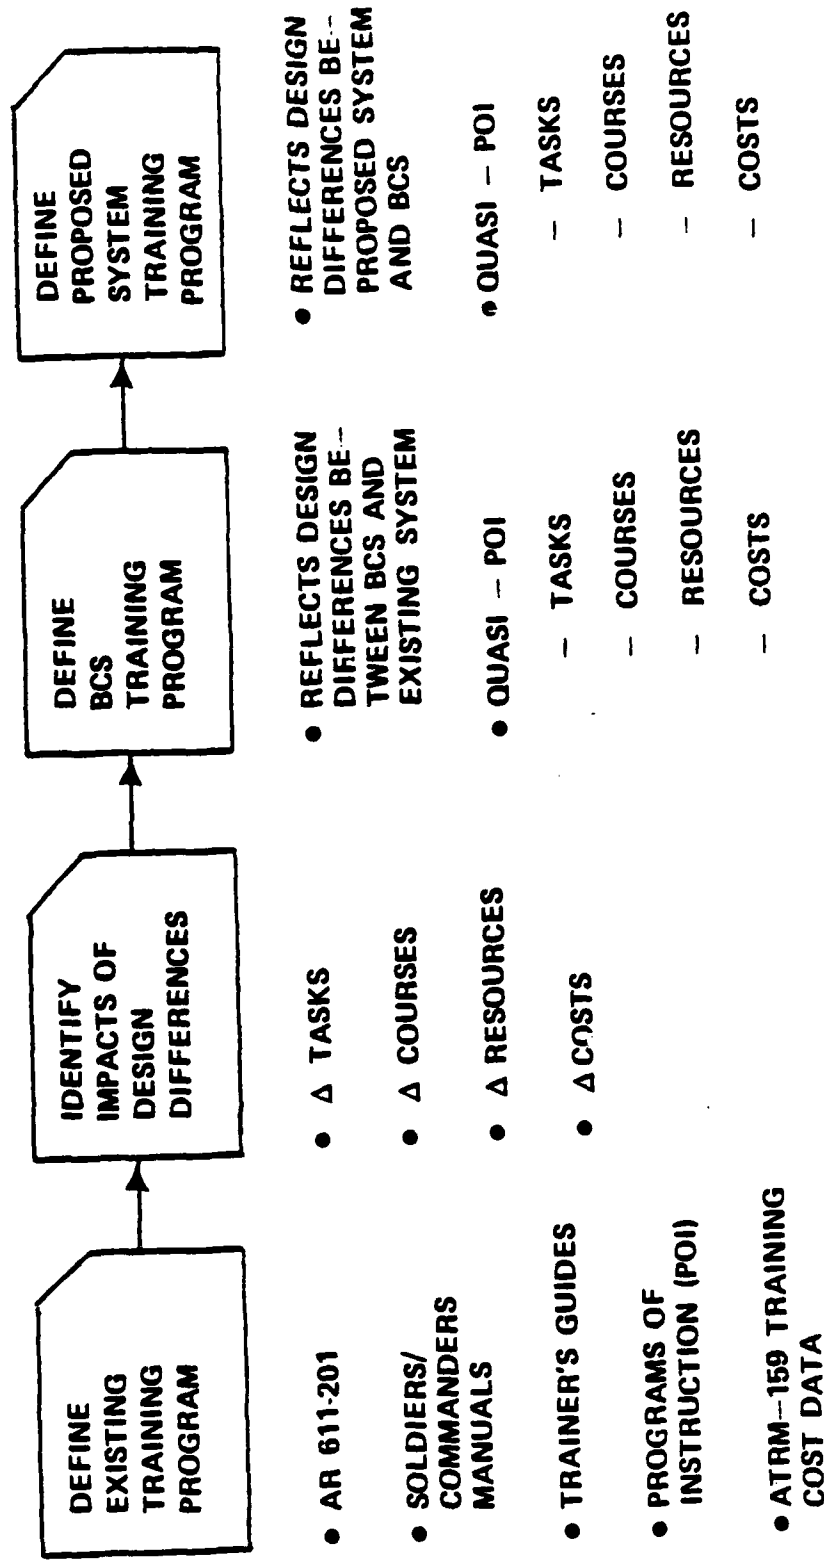 DEFINE
EXISTING
TRAINING
PROGRAM
● AR 611-201
● SOLDIERS/
COMMANDERS
MANUALS
● TRAINER'S GUIDES
● PROGRAMS OF
INSTRUCTION (POI)
● ATRM–159 TRAINING
COST DATA
IDENTIFY
IMPACTS OF
DESIGN
DIFFERENCES
● Δ TASKS
● Δ COURSES
● Δ RESOURCES
● Δ COSTS
DEFINE
BCS
TRAINING
PROGRAM
● REFLECTS DESIGN
DIFFERENCES BE–
TWEEN BCS AND
EXISTING SYSTEM
● QUASI – POI
– TASKS
– COURSES
– RESOURCES
– COSTS
DEFINE
PROPOSED
SYSTEM
TRAINING
PROGRAM
● REFLECTS DESIGN
DIFFERENCES BE–
PROPOSED SYSTEM
AND BCS
● QUASI – POI
– TASKS
– COURSES
– RESOURCES
– COSTS